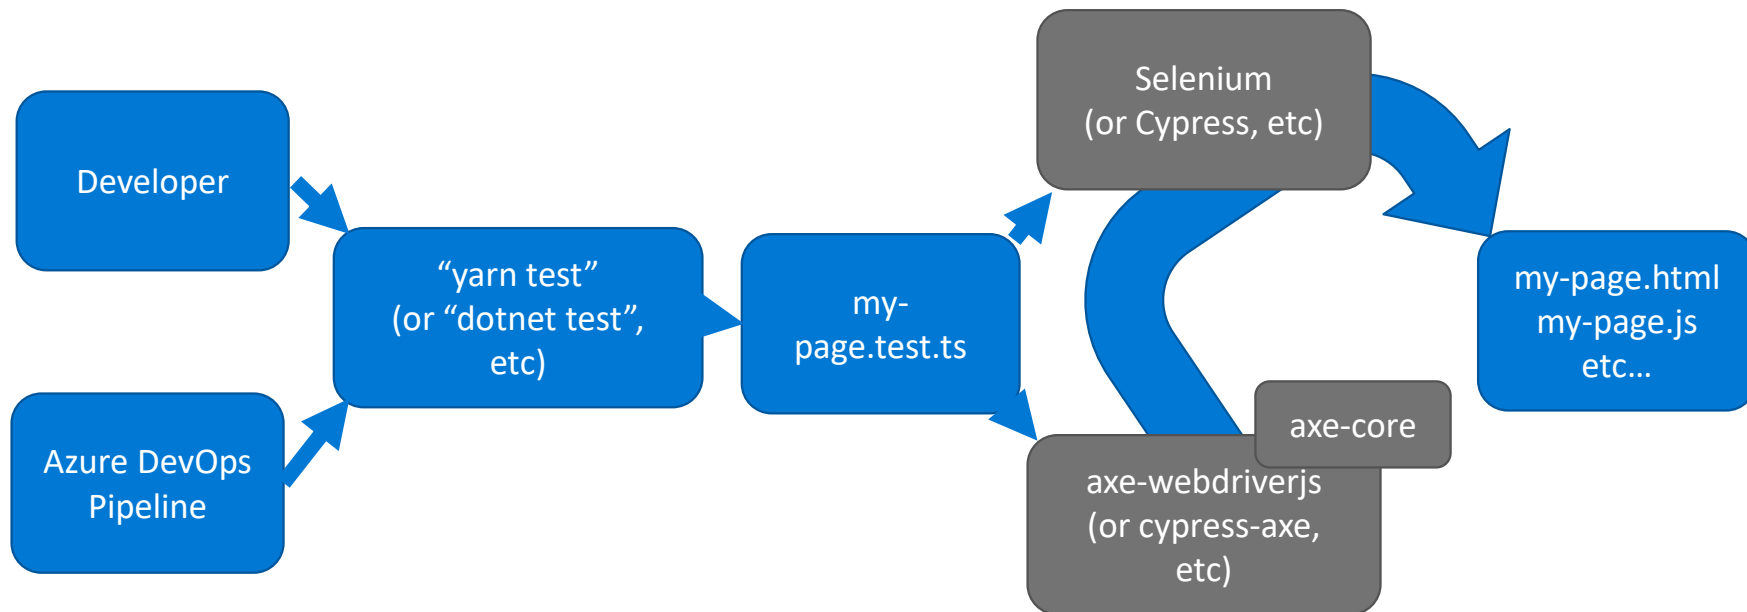 Developer
Azure DevOps
Pipeline
“yarn test”
(or “dotnet test”,
etc)
my-
page.test.ts
Selenium
(or Cypress, etc)
axe-core
axe-webdriverjs
(or cypress-axe,
etc)
my-page.html
my-page.js
etc…